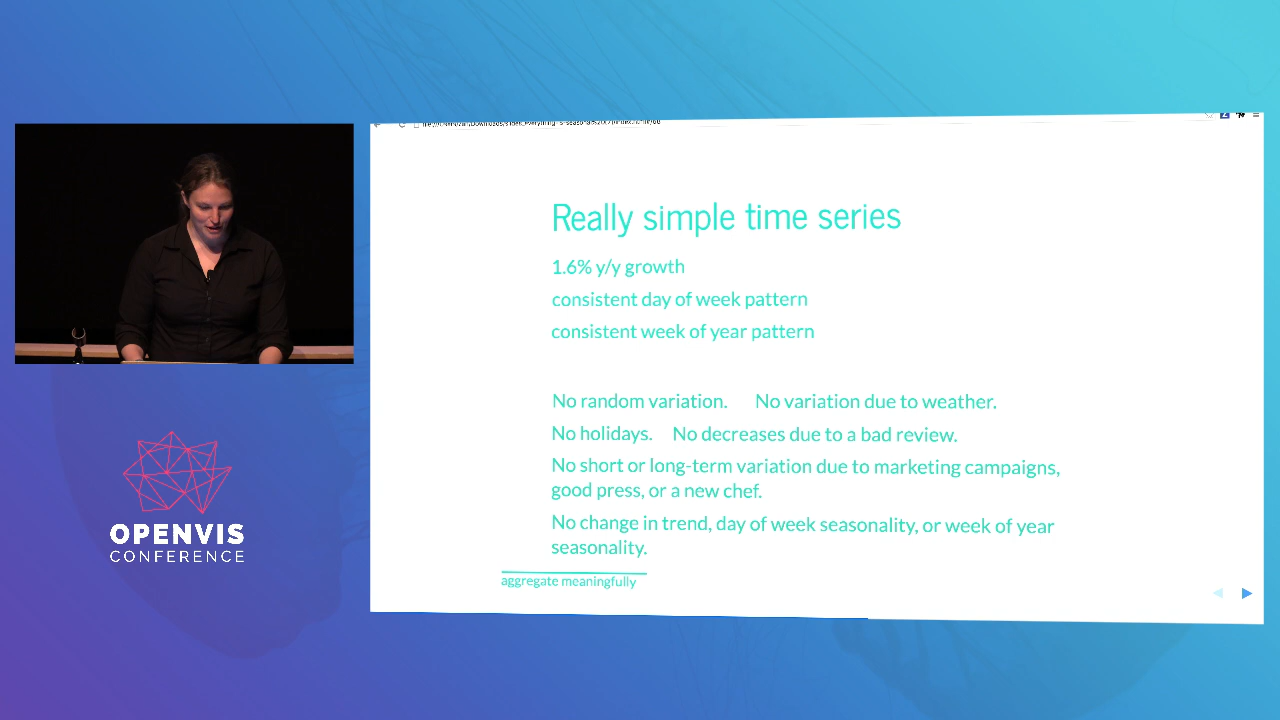 Really simple time series
1.6% y/y growth
consistent day of week pattern
consistent week of year pattern
No random variation. No variation due to weather.
No holidays. No decreases due to a bad review.
No short or long-term variation due to marketing campaigns,
good press, or a new chef.
No change in trend, day of week seasonality, or week of year
seasonality.
aggregate meaningfully
OPENVIS
CONFERENCE